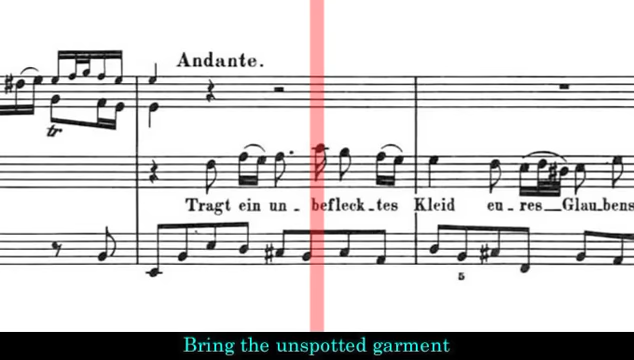 Andante.
tr
Tragt ein un - befleck - tes Kleid eu - res Glau - bens
5
Bring the unspotted garment